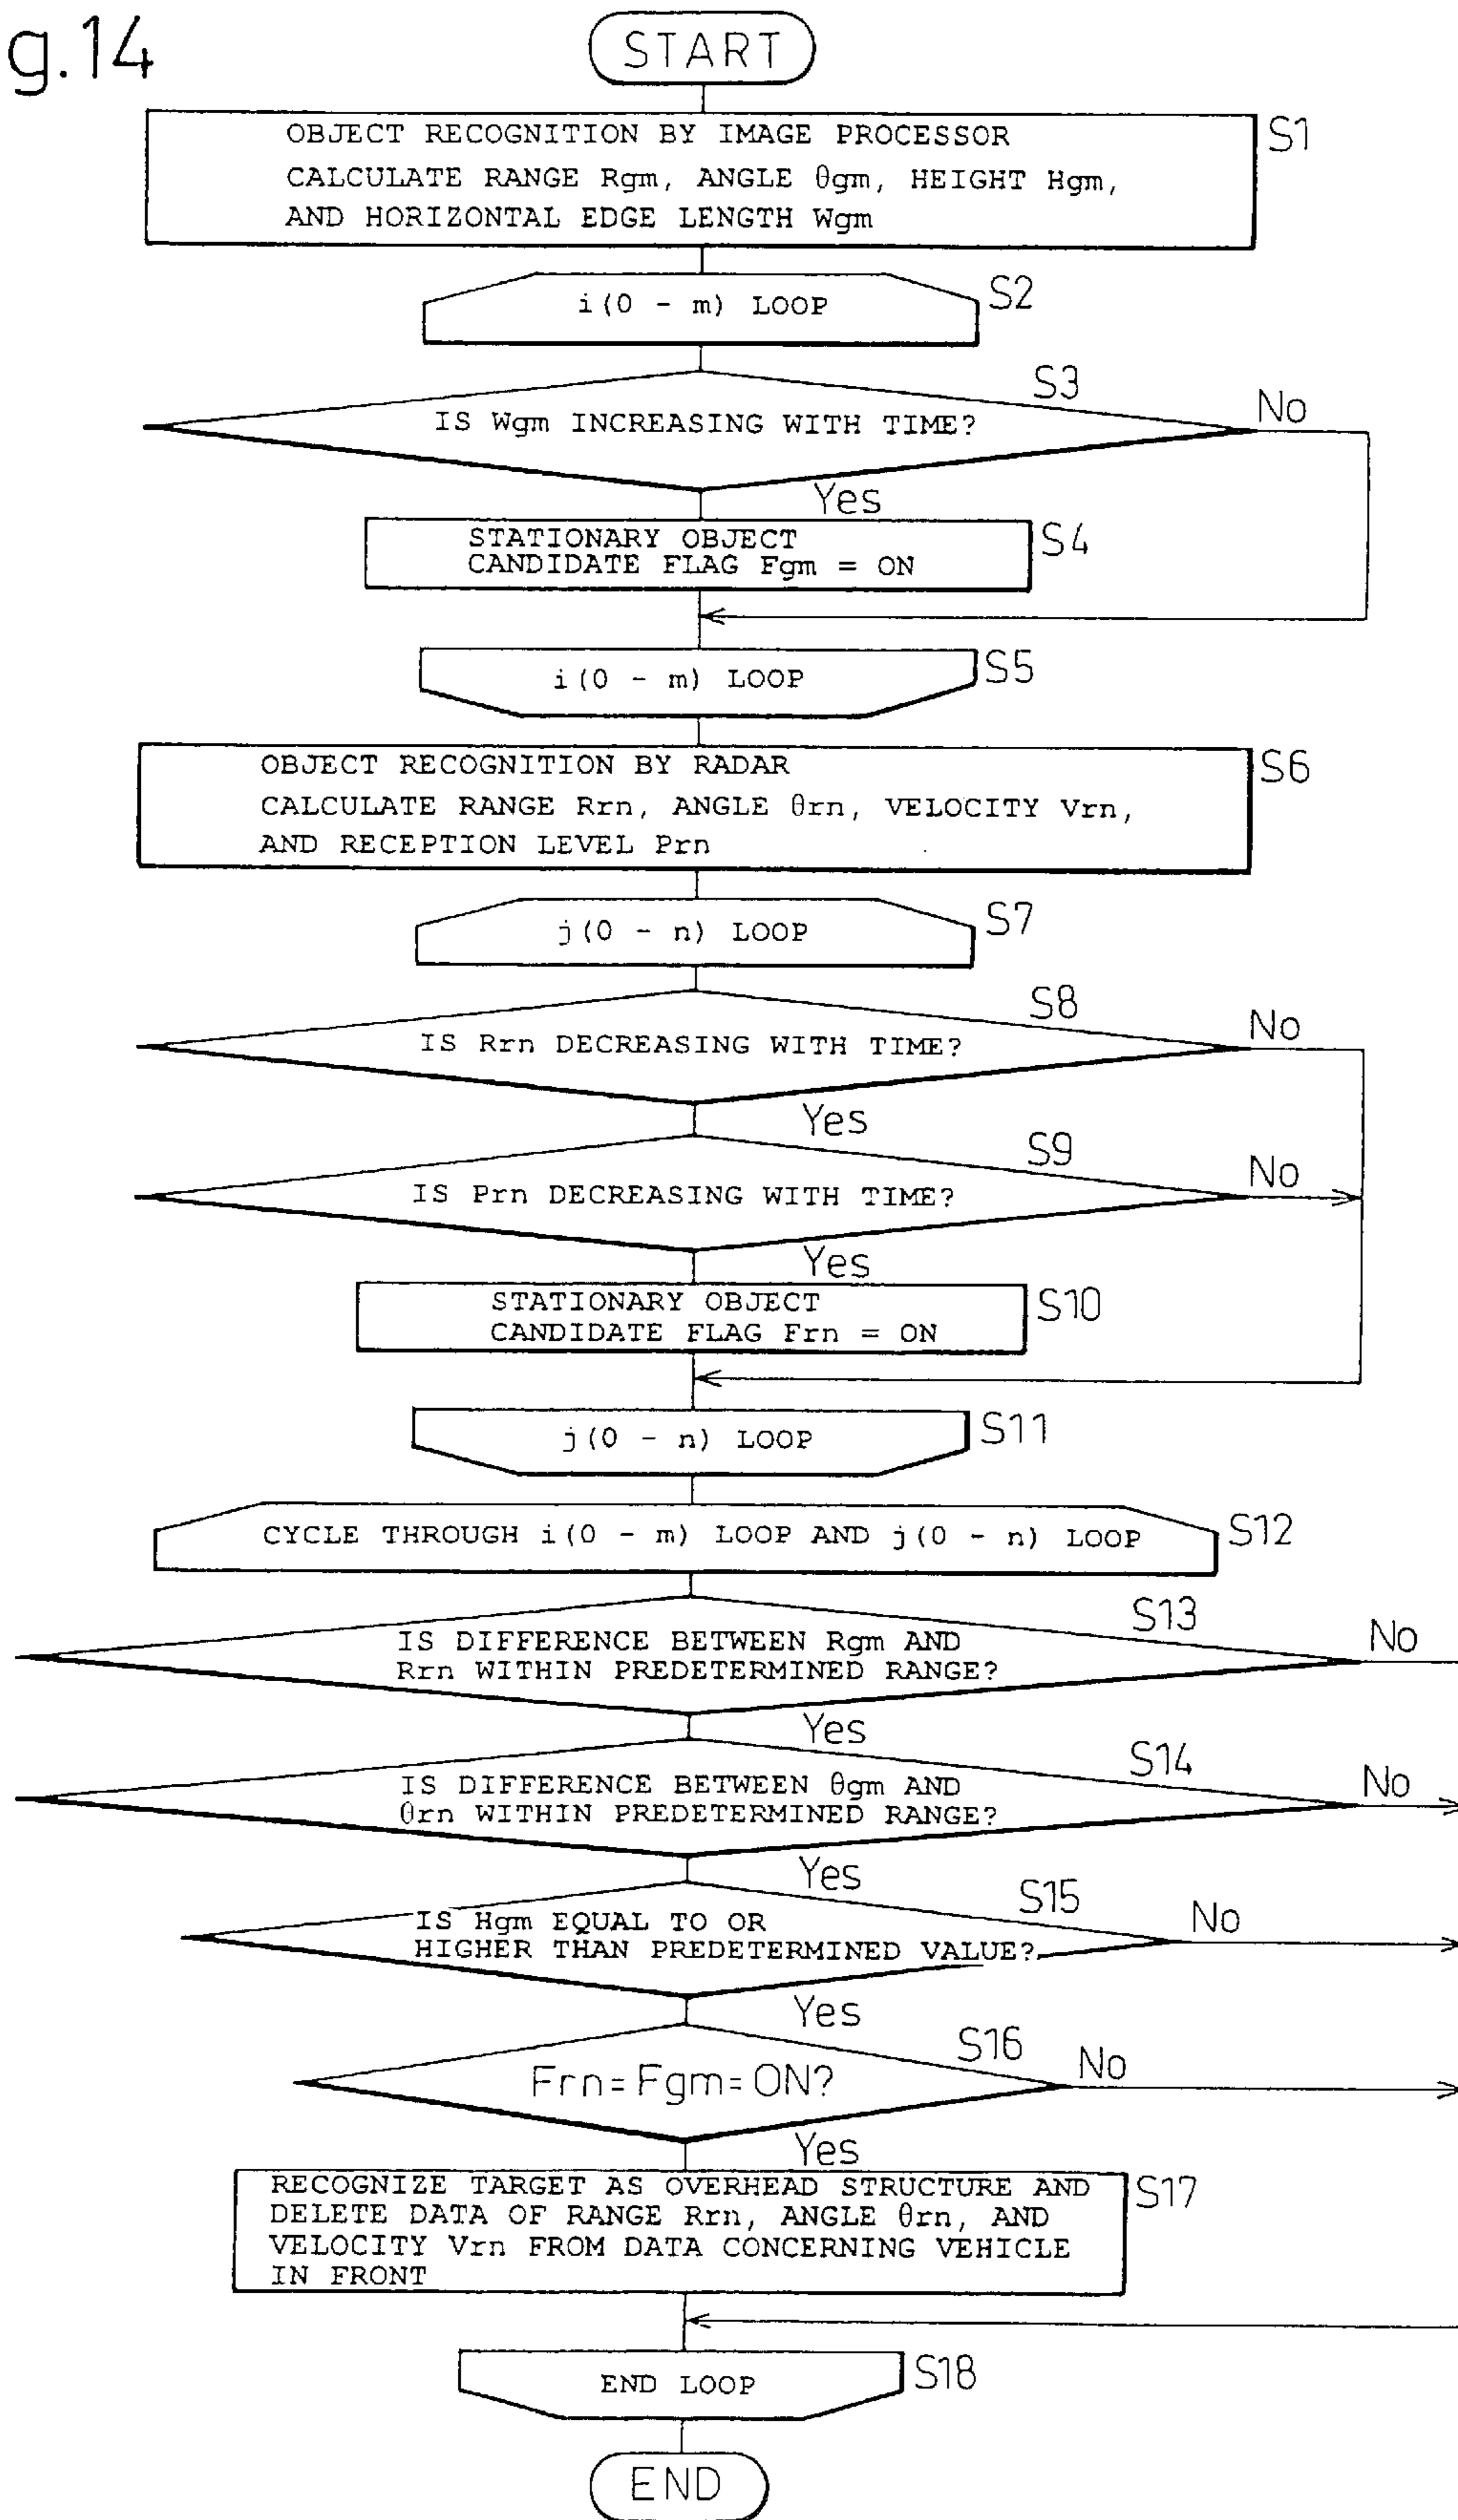 g.14
START
OBJECT RECOGNITION BY IMAGE PROCESSOR
CALCULATE RANGE Rgm, ANGLE θgm, HEIGHT Hgm,
AND HORIZONTAL EDGE LENGTH Wgm
S1
i(0 - m) LOOP
S2
S3
IS Wgm INCREASING WITH TIME?
No
Yes
STATIONARY OBJECT
CANDIDATE FLAG Fgm = ON
S4
i(0 - m) LOOP
S5
OBJECT RECOGNITION BY RADAR
CALCULATE RANGE Rrn, ANGLE θrn, VELOCITY Vrn,
AND RECEPTION LEVEL Prn
S6
j(0 - n) LOOP
S7
S8
IS Rrn DECREASING WITH TIME?
No
Yes
S9
IS Prn DECREASING WITH TIME?
No
Yes
STATIONARY OBJECT
CANDIDATE FLAG Frn = ON
S10
j(0 - n) LOOP
S11
CYCLE THROUGH i(0 - m) LOOP AND j(0 - n) LOOP
S12
S13
IS DIFFERENCE BETWEEN Rgm AND
Rrn WITHIN PREDETERMINED RANGE?
No
Yes
S14
IS DIFFERENCE BETWEEN θgm AND
θrn WITHIN PREDETERMINED RANGE?
No
Yes
S15
IS Hgm EQUAL TO OR
HIGHER THAN PREDETERMINED VALUE?
No
Yes
S16
Frn=Fgm=ON?
No
Yes
RECOGNIZE TARGET AS OVERHEAD STRUCTURE AND
DELETE DATA OF RANGE Rrn, ANGLE θrn, AND
VELOCITY Vrn FROM DATA CONCERNING VEHICLE
IN FRONT
S17
END LOOP
S18
END